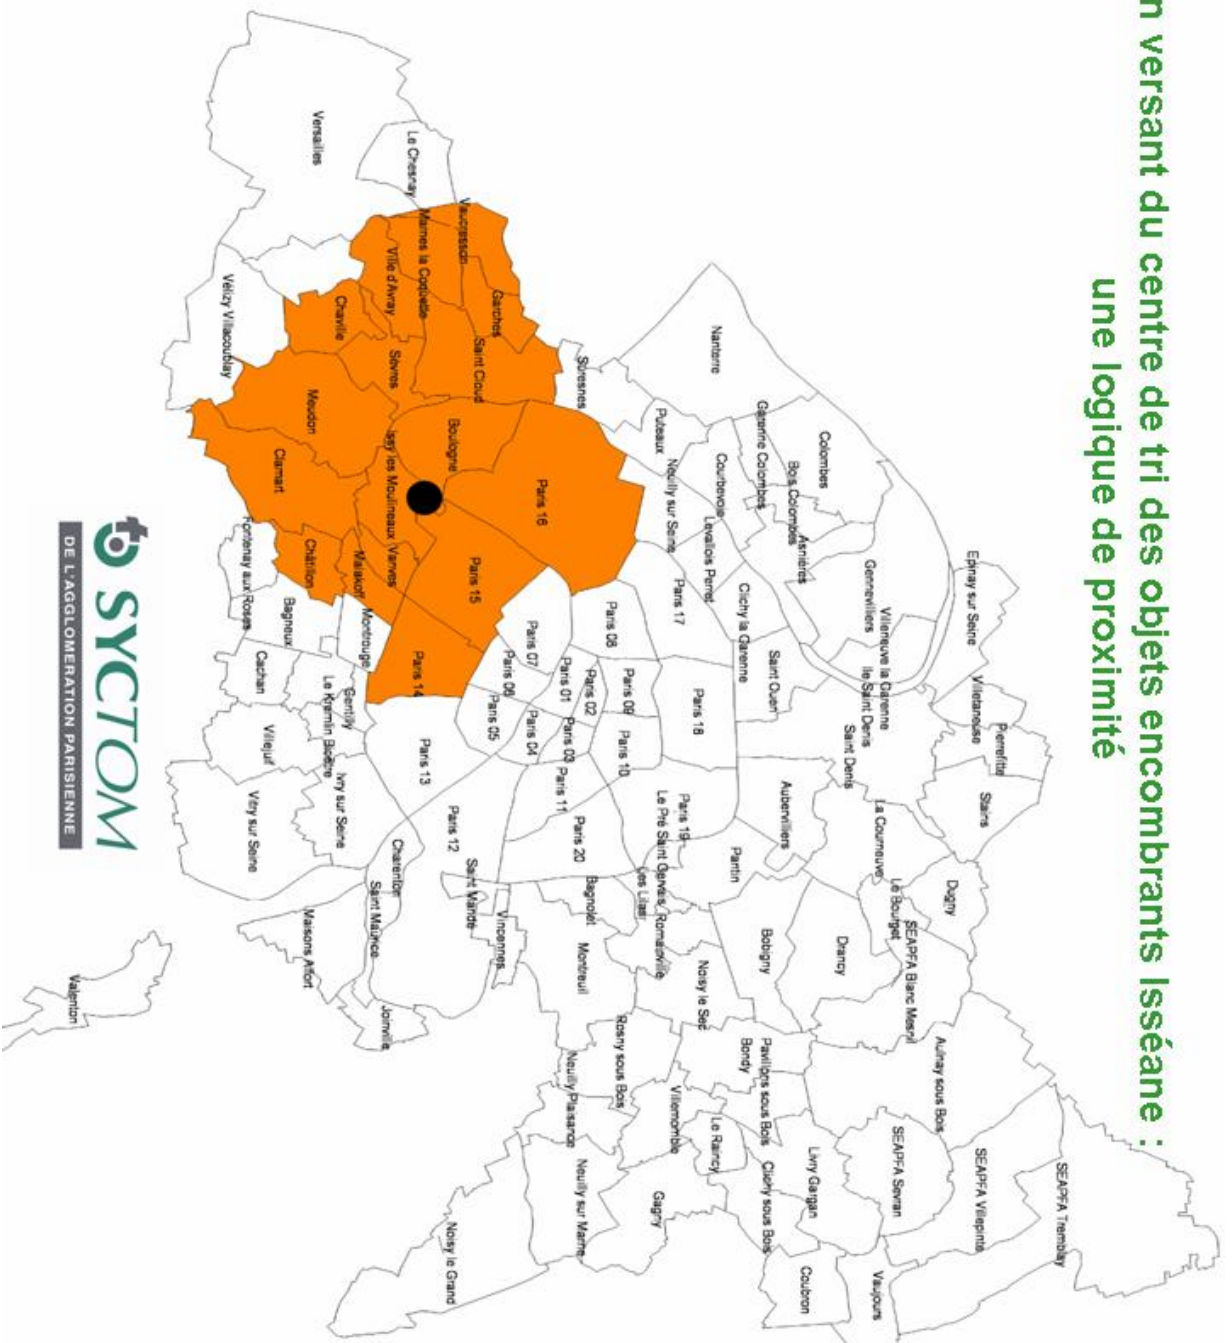 n versant du centre de tri des objets encombrants Isséane :
une logique de proximité
SEAPFA Tremblay
Epinay sur Seine
Villetaneuse
Pierrefitte
Stains
SEAPFA Villepinte
Villeneuve la Garenne
Ile Saint Denis
Dugny
Aulnay sous Bois
Gennevilliers
Saint Denis
La Courneuve
Le Bourget
SEAPFA Blanc Mesnil
SEAPFA Sevran
Vaujours
Colombes
Bois Colombes
Asnières
Drancy
Livry Gargan
Coubron
Garenne Colombes
Clichy la Garenne
Saint Ouen
Aubervilliers
Bobigny
Pavillons sous Bois
Bondy
Clichy sous Bois
Nanterre
Courbevoie
Levallois Perret
Paris 18
Pantin
Noisy le Sec
Le Raincy
Puteaux
Neuilly sur Seine
Paris 17
Paris 19
Le Pré Saint Gervais
Les Lilas
Romainville
Villemomble
Gagny
Suresnes
Paris 08
Paris 09
Paris 10
Rosny sous Bois
Paris 16
Paris 01
Paris 02
Paris 03
Paris 11
Paris 20
Bagnolet
Montreuil
Neuilly Plaisance
Neuilly sur Marne
Garches
Saint Cloud
Paris 07
Paris 06
Paris 04
Paris 05
Vincennes
Saint Mandé
Vaucresson
Boulogne
Paris 15
Paris 12
Noisy le Grand
Le Chesnay
Marnes la Coquette
Ville d'Avray
Sèvres
Issy les Moulineaux
Vanves
Paris 14
Paris 13
Charenton
Saint Maurice
Joinville
Versailles
Chaville
Meudon
Malakoff
Montrouge
Gentilly
Le Kremlin Bicêtre
Ivry sur Seine
Maisons Alfort
Vélizy Villacoublay
Clamart
Châtillon
Bagneux
Cachan
Villejuif
Vitry sur Seine
Fontenay aux Roses
Valenton
SYCTOM
DE L'AGGLOMERATION PARISIENNE